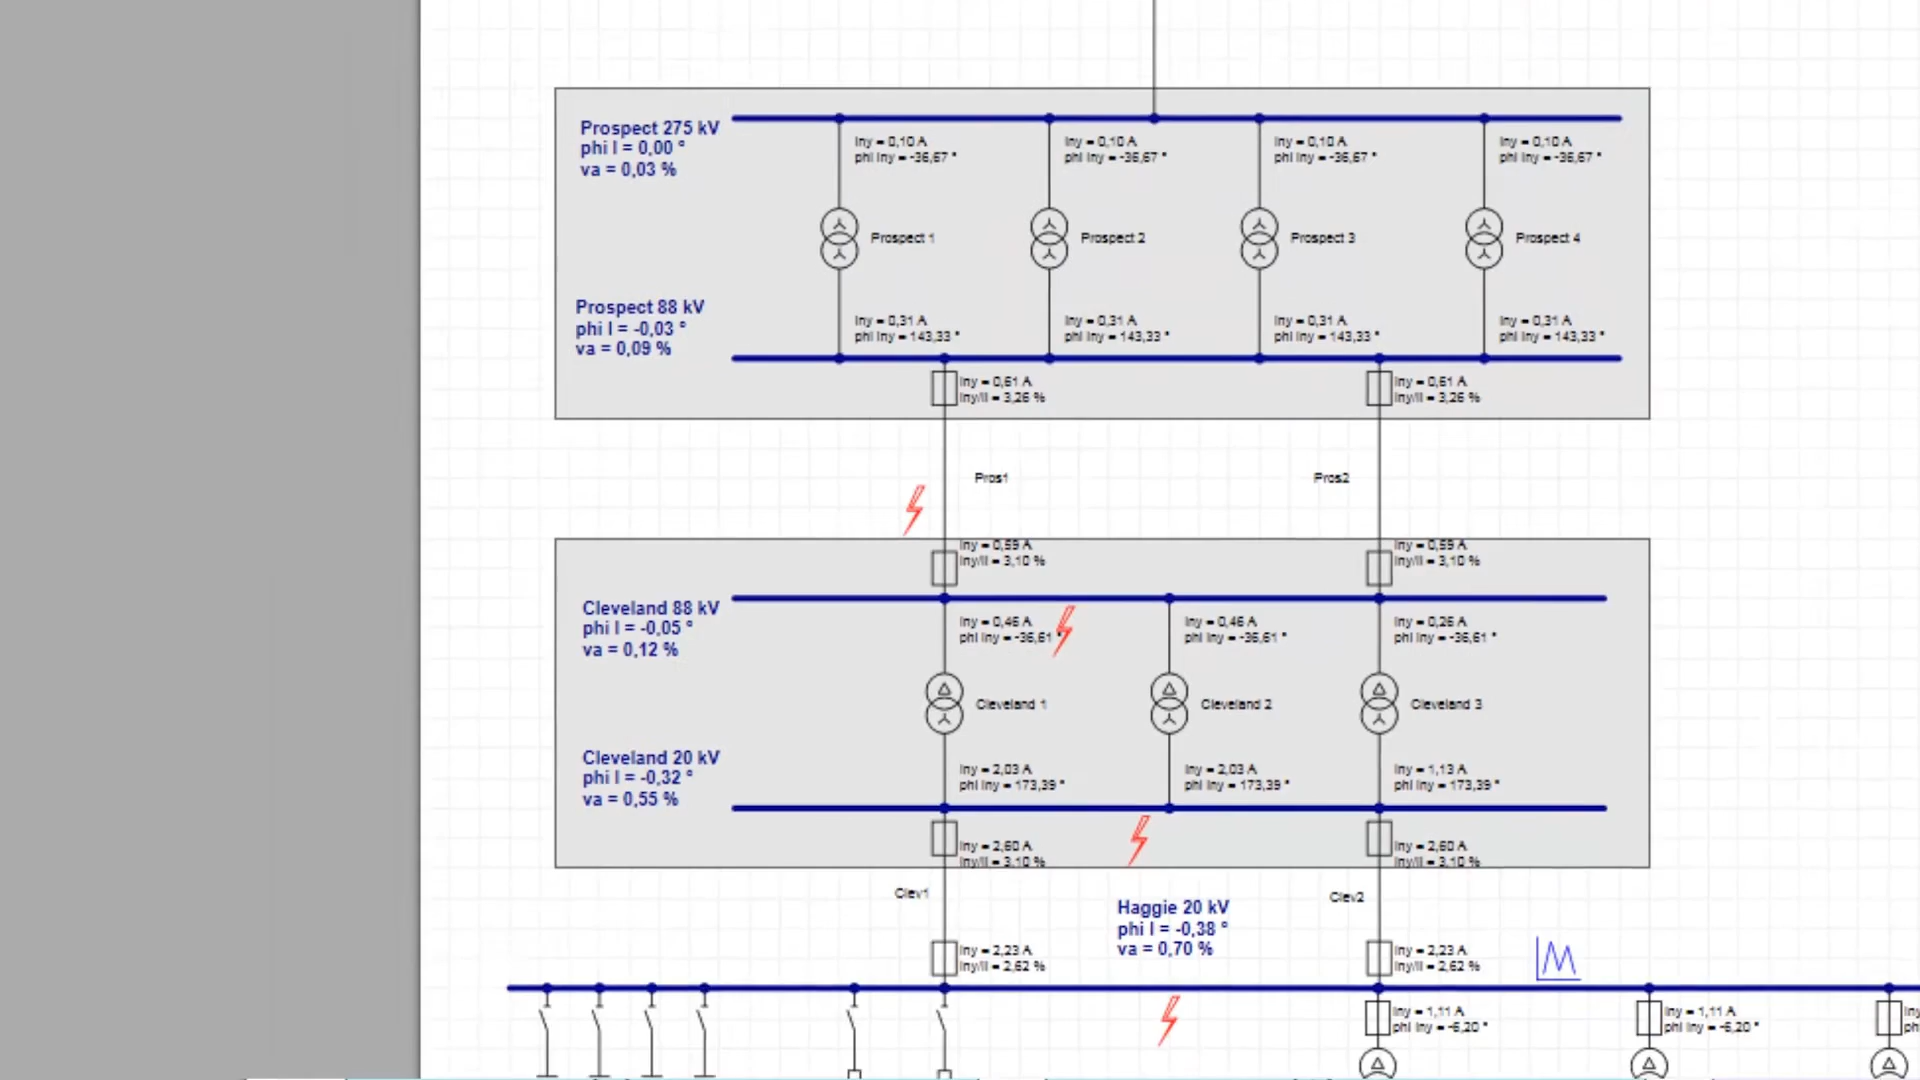 Prospect 275 kV
phi I = 0,00 °
va = 0,03 %
Iny = 0,10 A
phi Iny = -36,67 °
Iny = 0,10 A
phi Iny = -36,67 °
Iny = 0,10 A
phi Iny = -36,67 °
Iny = 0,10 A
phi Iny = -36,67 °
Prospect 1
Prospect 2
Prospect 3
Prospect 4
Prospect 88 kV
phi I = -0,03 °
va = 0,09 %
Iny = 0,31 A
phi Iny = 143,33 °
Iny = 0,31 A
phi Iny = 143,33 °
Iny = 0,31 A
phi Iny = 143,33 °
Iny = 0,31 A
phi Iny = 143,33 °
Iny = 0,61 A
Iny/Il = 3,26 %
Iny = 0,61 A
Iny/Il = 3,26 %
Pros1
Pros2
Iny = 0,59 A
Iny/Il = 3,10 %
Iny = 0,59 A
Iny/Il = 3,10 %
Cleveland 88 kV
phi I = -0,05 °
va = 0,12 %
Iny = 0,46 A
phi Iny = -36,61 °
Iny = 0,46 A
phi Iny = -36,61 °
Iny = 0,26 A
phi Iny = -36,61 °
Cleveland 1
Cleveland 2
Cleveland 3
Cleveland 20 kV
phi I = -0,32 °
va = 0,55 %
Iny = 2,03 A
phi Iny = 173,39 °
Iny = 2,03 A
phi Iny = 173,39 °
Iny = 1,13 A
phi Iny = 173,39 °
Iny = 2,60 A
Iny/Il = 3,10 %
Iny = 2,60 A
Iny/Il = 3,10 %
Clev1
Clev2
Haggie 20 kV
phi I = -0,38 °
va = 0,70 %
Iny = 2,23 A
Iny/Il = 2,62 %
Iny = 2,23 A
Iny/Il = 2,62 %
Iny = 1,11 A
phi Iny = -6,20 °
Iny = 1,11 A
phi Iny = -6,20 °